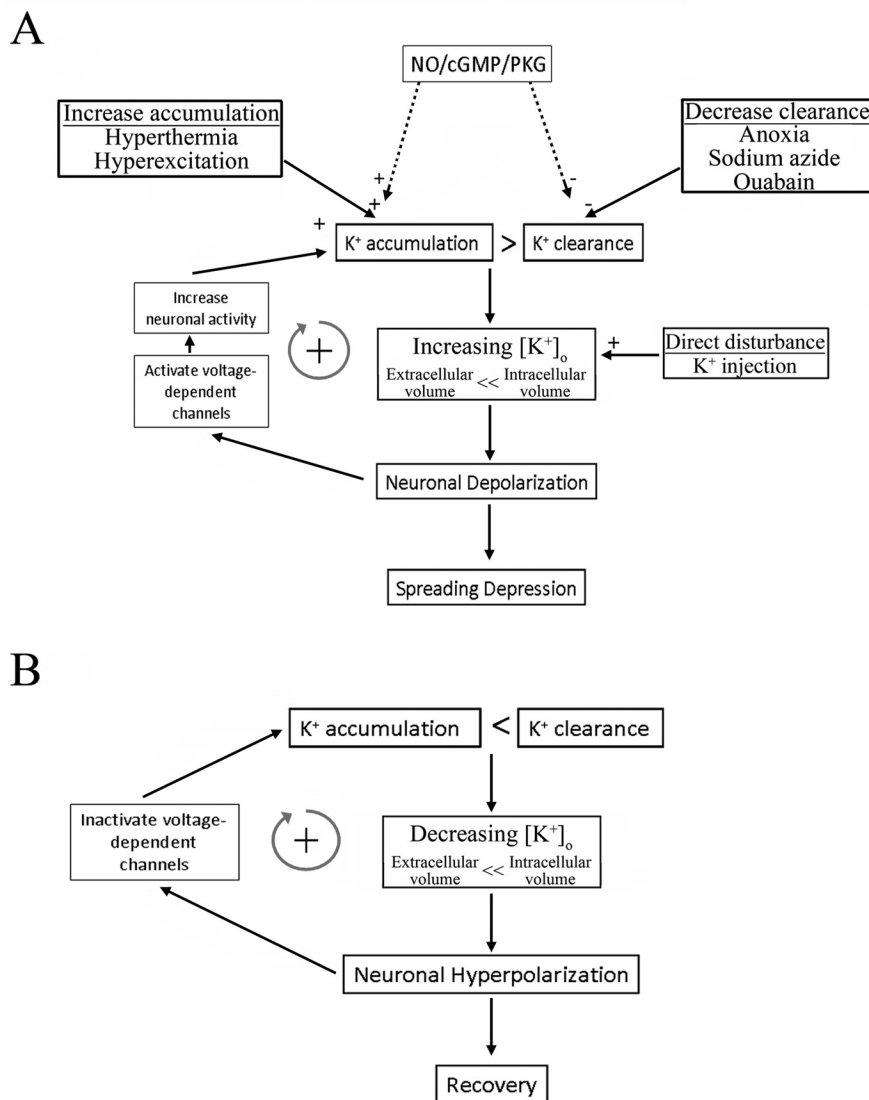 A
NO/cGMP/PKG
Increase accumulation
Hyperthermia
Hyperexcitation
Decrease clearance
Anoxia
Sodium azide
Ouabain
+
+
-
-
+
K⁺ accumulation > K⁺ clearance
Increase
neuronal activity
+
Increasing [K⁺]ₒ
Extracellular volume << Intracellular volume
+
Direct disturbance
K⁺ injection
Activate voltage-
dependent
channels
Neuronal Depolarization
Spreading Depression
B
K⁺ accumulation < K⁺ clearance
Inactivate voltage-
dependent
channels
+
Decreasing [K⁺]ₒ
Extracellular volume << Intracellular volume
Neuronal Hyperpolarization
Recovery